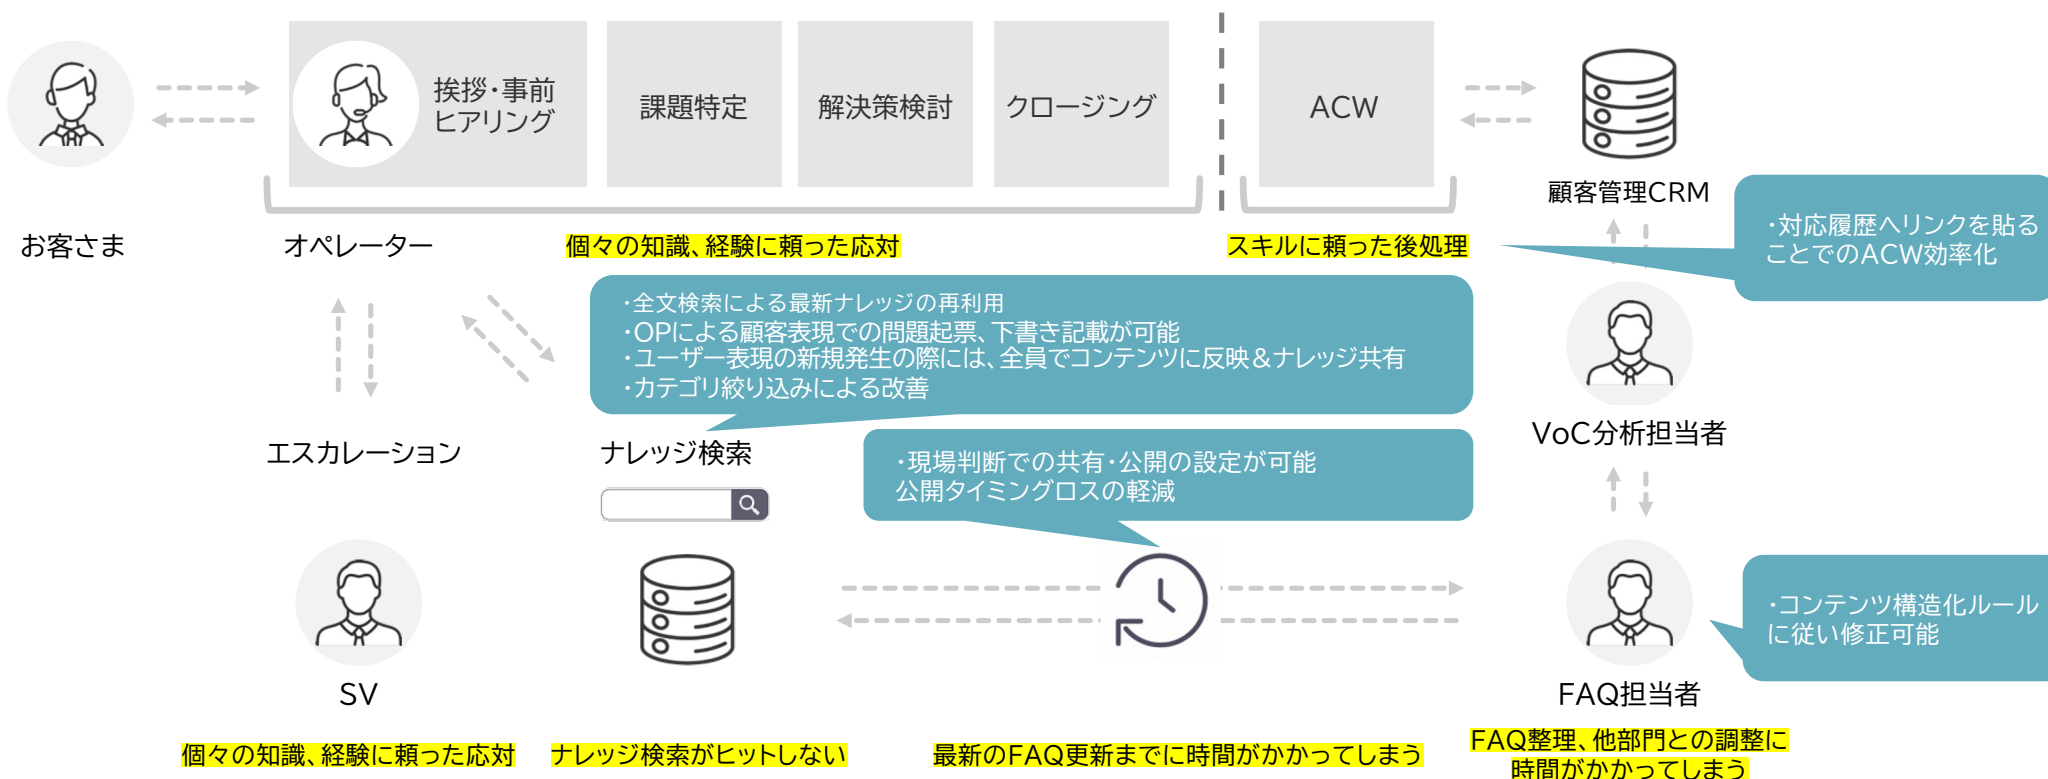 挨拶・事前
ヒアリング
課題特定
解決策検討
クロージング
ACW
顧客管理CRM
お客さま
オペレーター
個々の知識、経験に頼った応対
スキルに頼った後処理
・対応履歴へリンクを貼る
ことでのACW効率化
・全文検索による最新ナレッジの再利用
・OPによる顧客表現での問題起票、下書き記載が可能
・ユーザー表現の新規発生の際には、全員でコンテンツに反映&ナレッジ共有
・カテゴリ絞り込みによる改善
エスカレーション
ナレッジ検索
・現場判断での共有・公開の設定が可能
公開タイミングロスの軽減
VoC分析担当者
・コンテンツ構造化ルール
に従い修正可能
SV
FAQ担当者
個々の知識、経験に頼った応対
ナレッジ検索がヒットしない
最新のFAQ更新までに時間がかかってしまう
FAQ整理、他部門との調整に
時間がかかってしまう